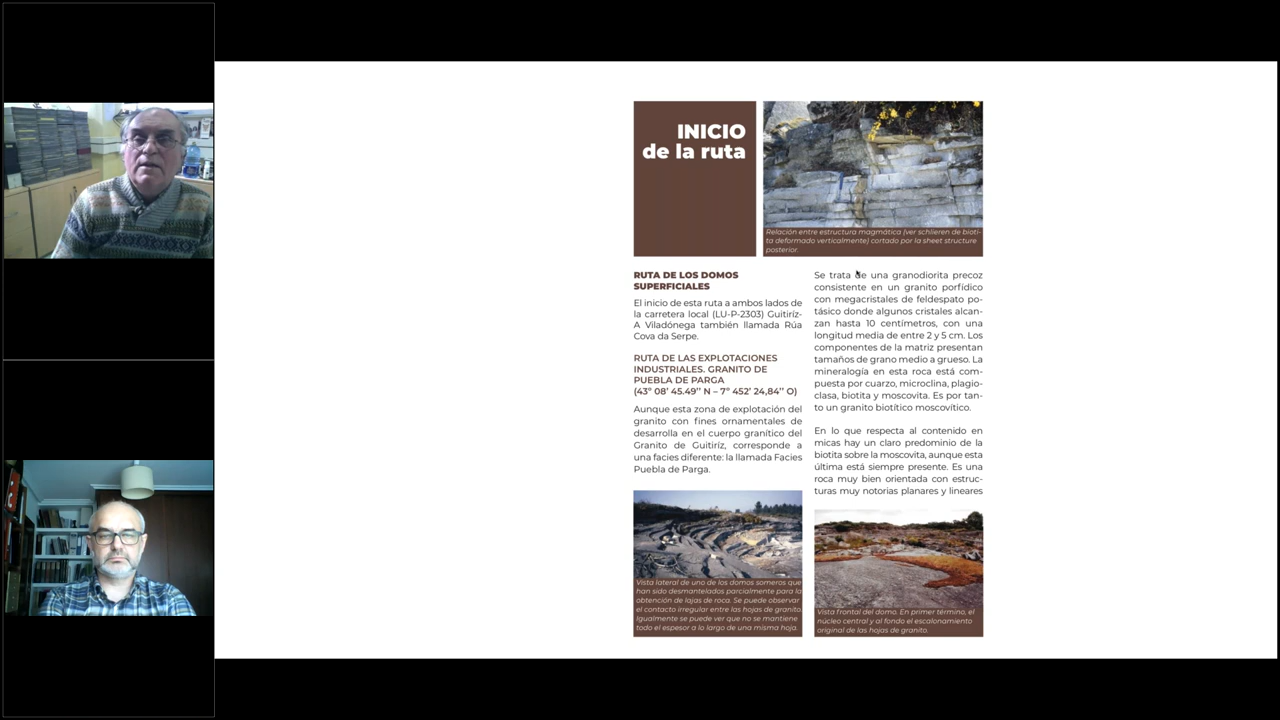 INICIO
de la ruta
Relación entre estructura magmática (ver schlieren de bioti-
ta deformado verticalmente) cortado por la sheet structure
posterior.
RUTA DE LOS DOMOS
SUPERFICIALES
El inicio de esta ruta a ambos lados de
la carretera local (LU-P-2303) Guitiríz-
A Viladónega también llamada Rúa
Cova da Serpe.
RUTA DE LAS EXPLOTACIONES
INDUSTRIALES. GRANITO DE
PUEBLA DE PARGA
(43º 08' 45.49'' N – 7º 452' 24,84'' O)
Aunque esta zona de explotación del
granito con fines ornamentales de
desarrolla en el cuerpo granítico del
Granito de Guitiríz, corresponde a
una facies diferente: la llamada Facies
Puebla de Parga.
Vista lateral de uno de los domos someros que
han sido desmantelados parcialmente para la
obtención de lajas de roca. Se puede observar
el contacto irregular entre las hojas de granito.
Igualmente se puede ver que no se mantiene
todo el espesor a lo largo de una misma hoja.
Se trata de una granodiorita precoz
consistente en un granito porfídico
con megacristales de feldespato po-
tásico donde algunos cristales alcan-
zan hasta 10 centímetros, con una
longitud media de entre 2 y 5 cm. Los
componentes de la matriz presentan
tamaños de grano medio a grueso. La
mineralogía en esta roca está com-
puesta por cuarzo, microclina, plagio-
clasa, biotita y moscovita. Es por tan-
to un granito biotítico moscovítico.
En lo que respecta al contenido en
micas hay un claro predominio de la
biotita sobre la moscovita, aunque esta
última está siempre presente. Es una
roca muy bien orientada con estruc-
turas muy notorias planares y lineares
Vista frontal del domo. En primer término, el
núcleo central y al fondo el escalonamiento
original de las hojas de granito.